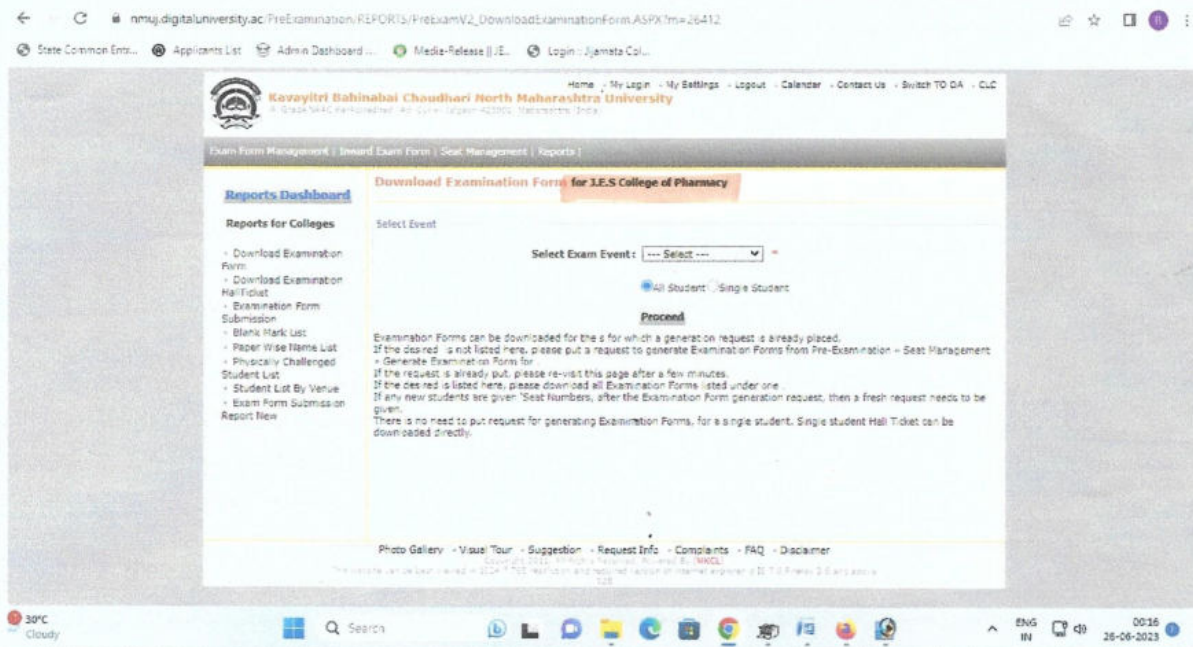 nmuj.digitaluniversity.ac/PreExamination/REPORTS/PreExamV2_DownloadExaminationForm.ASPX?m=26412
State Common Entr... Applicants List Admin Dashboard ... Media-Release || JE... Login : Jijamata Col...
Home - My Login - My Settings - Logout - Calendar - Contact Us - Switch TO DA - CLC
Kavayitri Bahinabai Chaudhari North Maharashtra University
Exam Form Management | Inward Exam Form | Seat Management | Reports |
Reports Dashboard
Reports for Colleges
- Download Examination
Form
- Download Examination
HallTicket
- Examination Form
Submission
- Blank Mark List
- Paper Wise Name List
- Physically Challenged
Student List
- Student List By Venue
- Exam Form Submission
Report New
Download Examination Form for J.E.S College of Pharmacy
Select Event
Select Exam Event : --- Select --- *
All Student Single Student
Proceed
Examination Forms can be downloaded for the s for which a generation request is already placed.
If the desired is not listed here, please put a request to generate Examination Forms from Pre-Examination – Seat Management
- Generate Examination Form for .
If the request is already put, please re-visit this page after a few minutes.
If the desired is listed here, please download all Examination Forms listed under one .
If any new students are given 'Seat Numbers, after the Examination Form generation request, then a fresh request needs to be
given.
There is no need to put request for generating Examination Forms, for a single student. Single student Hall Ticket can be
downloaded directly.
Photo Gallery - Visual Tour - Suggestion - Request Info - Complaints - FAQ - Disclaimer
30°C
Cloudy
Search
ENG
IN
00:16
26-06-2023